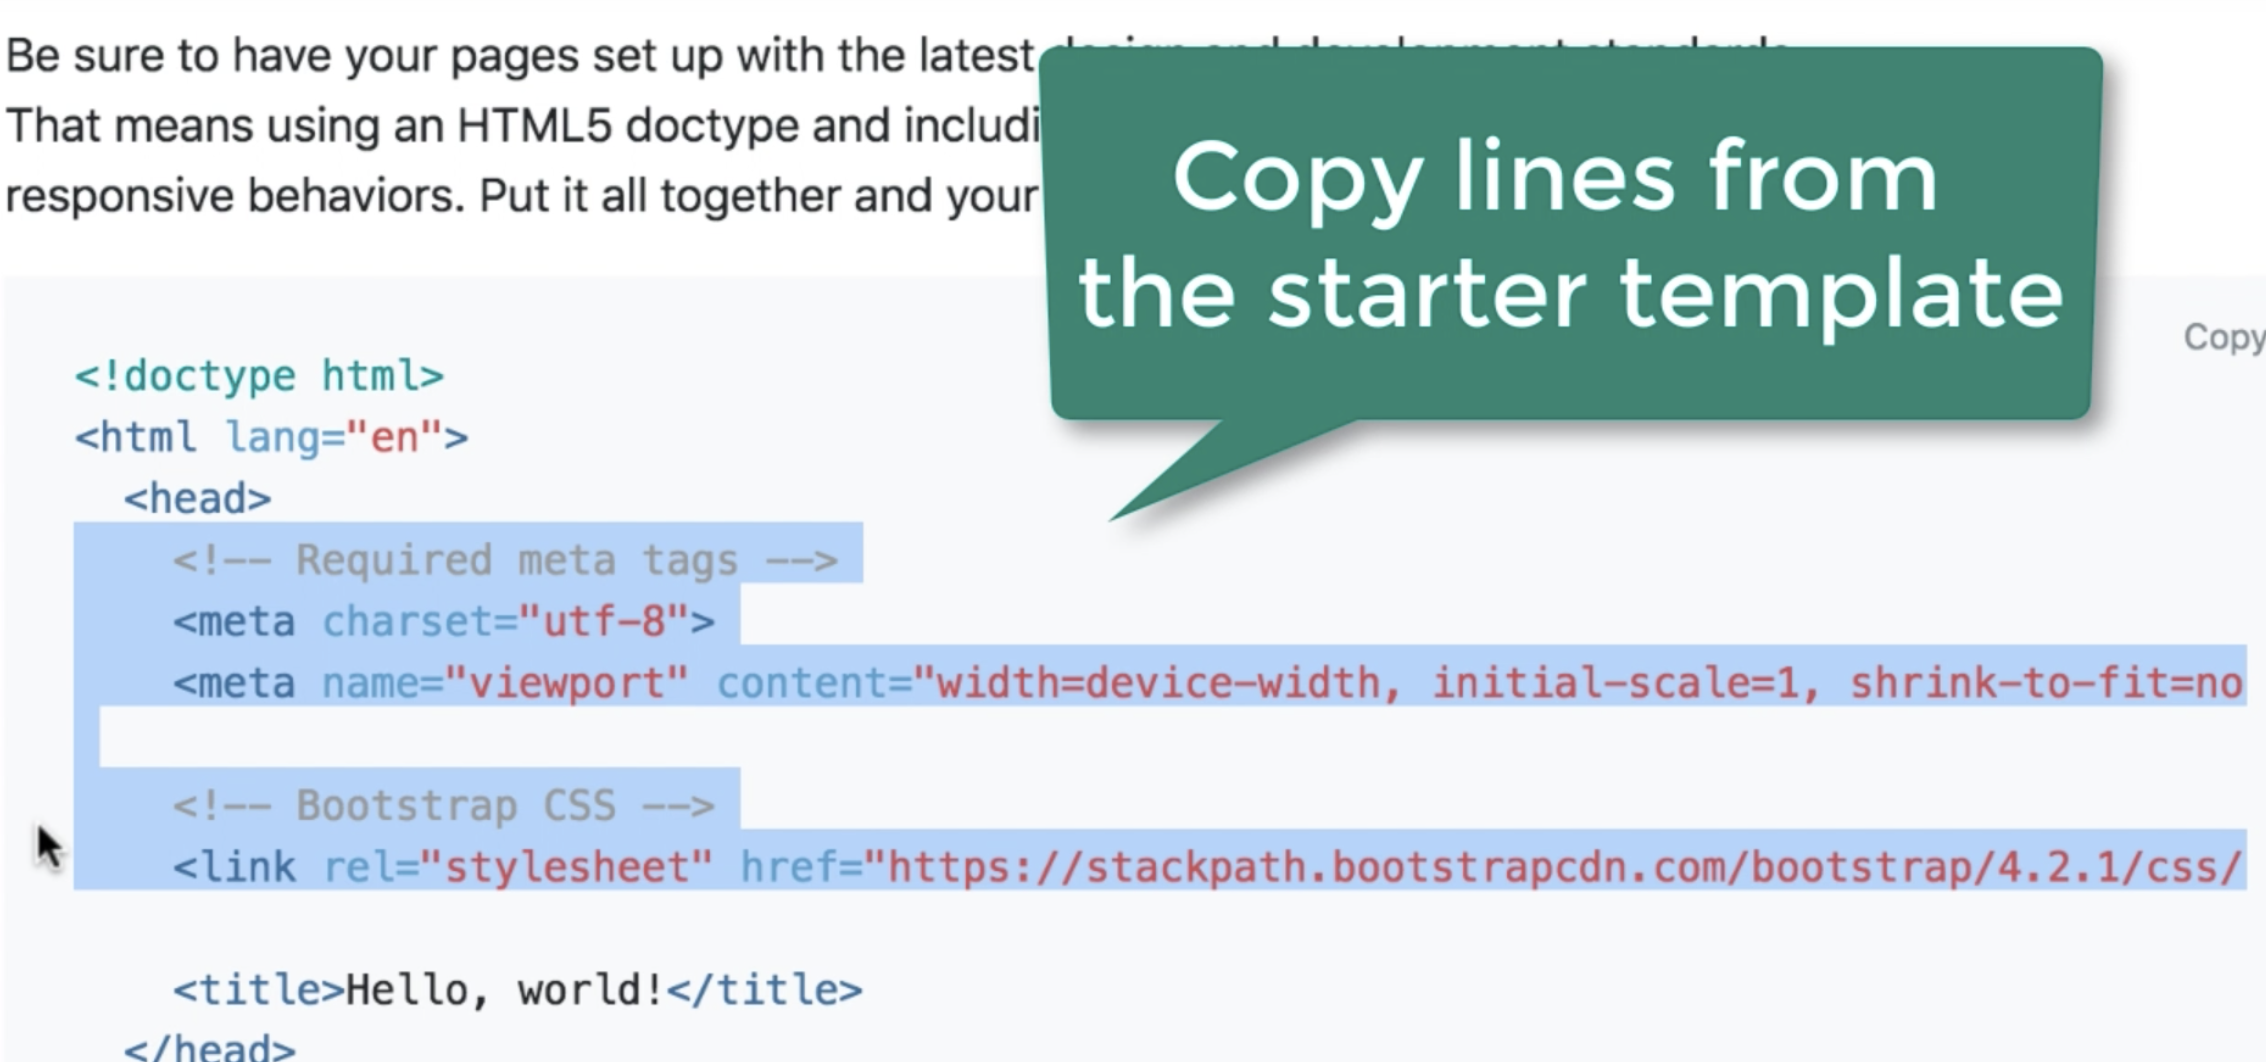 Be sure to have your pages set up with the latest design and development standards.
That means using an HTML5 doctype and includi
responsive behaviors. Put it all together and your
Copy lines from
the starter template
Copy
<!doctype html>
<html lang="en">
<head>
<!-- Required meta tags -->
<meta charset="utf-8">
<meta name="viewport" content="width=device-width, initial-scale=1, shrink-to-fit=no
<!-- Bootstrap CSS -->
<link rel="stylesheet" href="https://stackpath.bootstrapcdn.com/bootstrap/4.2.1/css/
<title>Hello, world!</title>
</head>